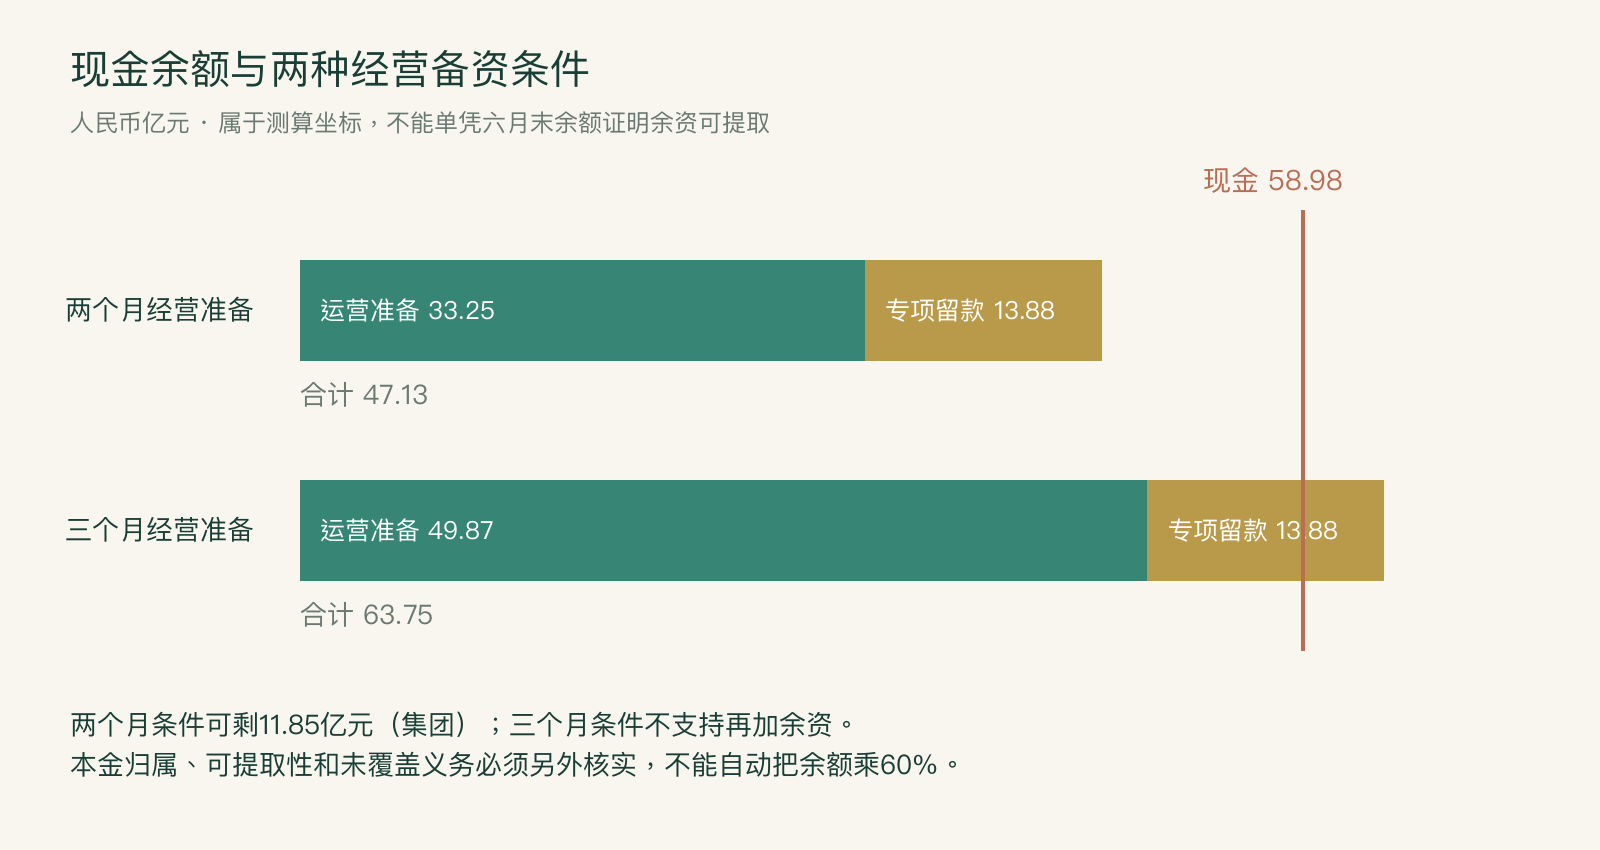 现金余额与两种经营备资条件
人民币亿元 · 属于测算坐标，不能单凭六月末余额证明余资可提取
现金 58.98
两个月经营准备
运营准备 33.25
专项留款 13.88
合计 47.13
三个月经营准备
运营准备 49.87
专项留款 13.88
合计 63.75
两个月条件可剩11.85亿元（集团）；三个月条件不支持再加余资。
本金归属、可提取性和未覆盖义务必须另外核实，不能自动把余额乘60%。